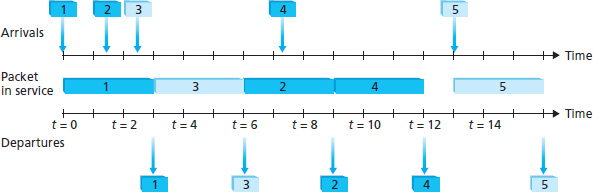 1 2 3 4 5
Arrivals
Time
Packet
in service
1 3 2 4 5
Time
t = 0 t = 2 t = 4 t = 6 t = 8 t = 10 t = 12 t = 14
Departures
1 3 2 4 5